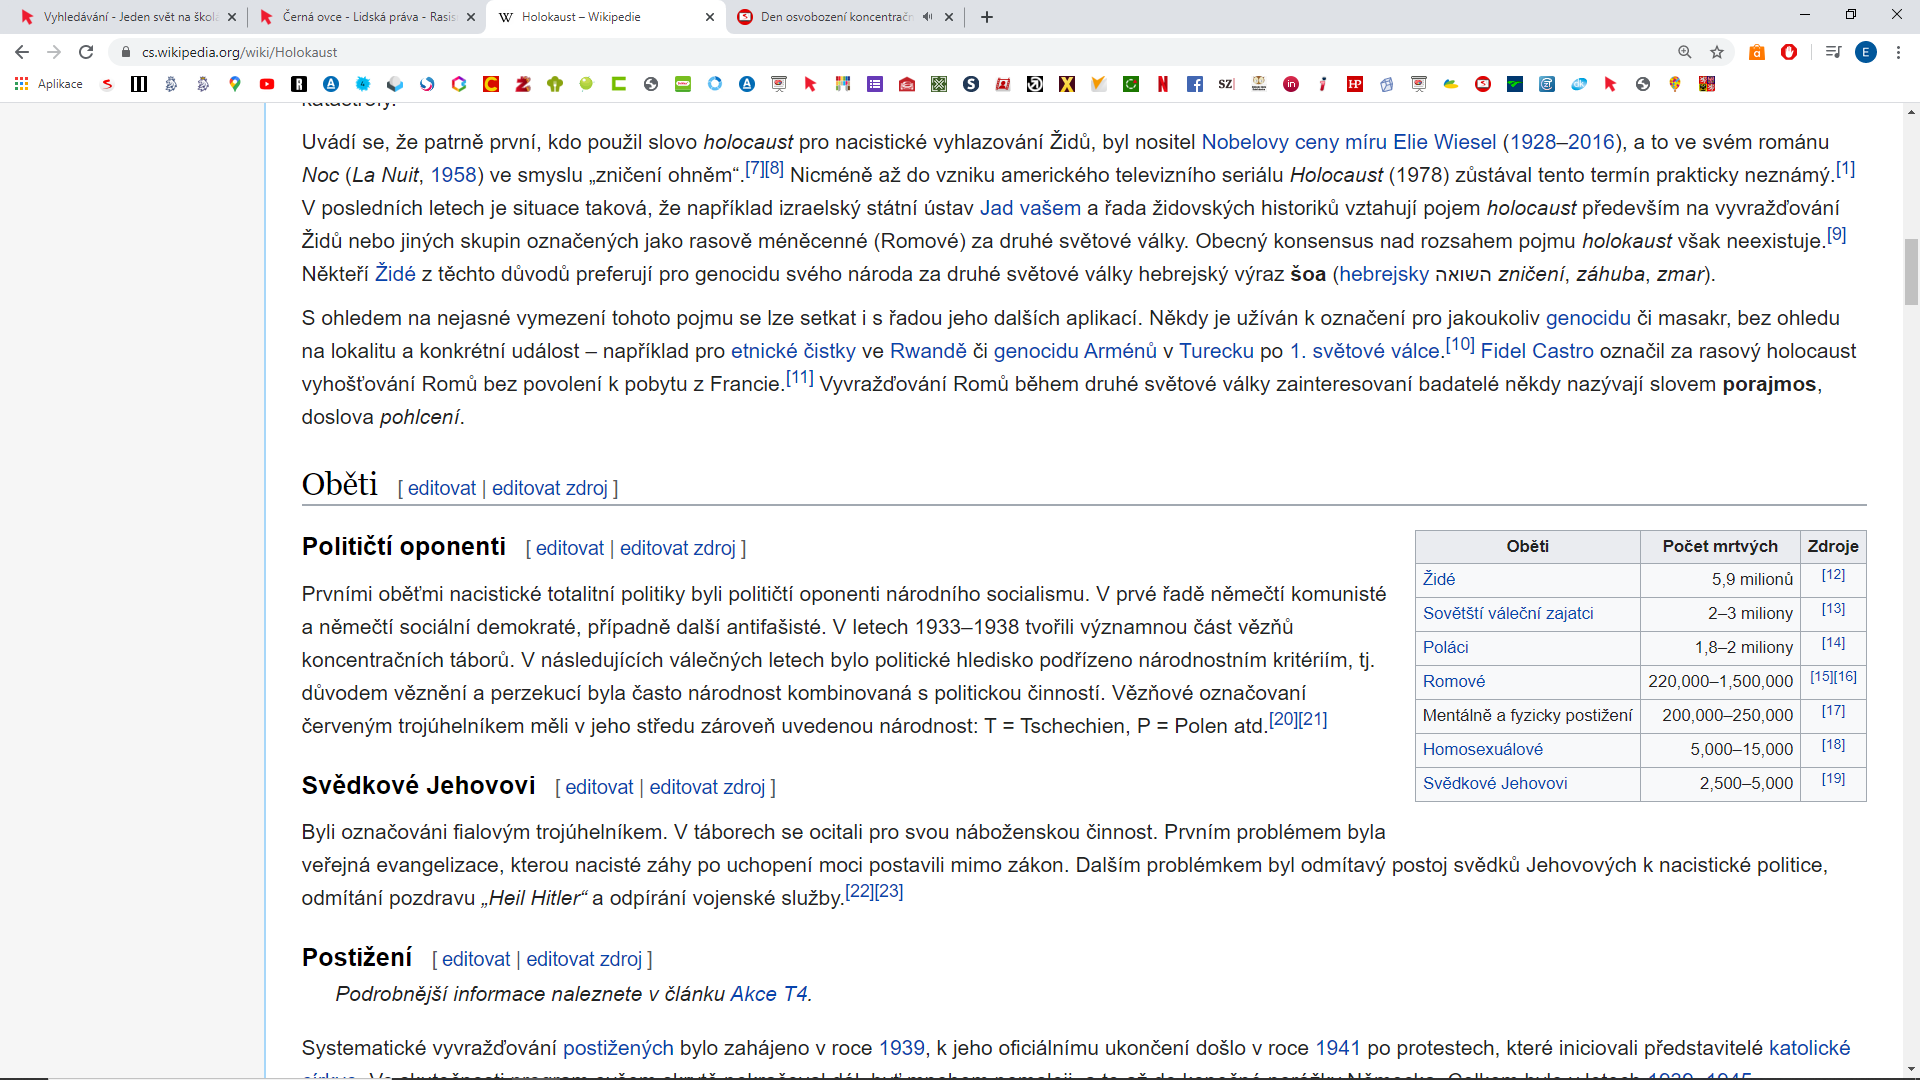 Vyhledávání - Jeden svět na škol
Černá ovce - Lidská práva - Rasis
Holokaust – Wikipedie
Den osvobození koncentračn
cs.wikipedia.org/wiki/Holokaust
E
Aplikace
katastrofy.
Uvádí se, že patrně první, kdo použil slovo holocaust pro nacistické vyhlazování Židů, byl nositel Nobelovy ceny míru Elie Wiesel (1928–2016), a to ve svém románu
Noc (La Nuit, 1958) ve smyslu „zničení ohněm“.[7][8] Nicméně až do vzniku amerického televizního seriálu Holocaust (1978) zůstával tento termín prakticky neznámý.[1]
V posledních letech je situace taková, že například izraelský státní ústav Jad vašem a řada židovských historiků vztahují pojem holocaust především na vyvražďování
Židů nebo jiných skupin označených jako rasově méněcenné (Romové) za druhé světové války. Obecný konsensus nad rozsahem pojmu holokaust však neexistuje.[9]
Někteří Židé z těchto důvodů preferují pro genocidu svého národa za druhé světové války hebrejský výraz šoa (hebrejsky השואה zničení, záhuba, zmar).
S ohledem na nejasné vymezení tohoto pojmu se lze setkat i s řadou jeho dalších aplikací. Někdy je užíván k označení pro jakoukoliv genocidu či masakr, bez ohledu
na lokalitu a konkrétní událost – například pro etnické čistky ve Rwandě či genocidu Arménů v Turecku po 1. světové válce.[10] Fidel Castro označil za rasový holocaust
vyhošťování Romů bez povolení k pobytu z Francie.[11] Vyvražďování Romů během druhé světové války zainteresovaní badatelé někdy nazývají slovem porajmos,
doslova pohlcení.
Oběti [ editovat | editovat zdroj ]
Političtí oponenti [ editovat | editovat zdroj ]
Prvními oběťmi nacistické totalitní politiky byli političtí oponenti národního socialismu. V prvé řadě němečtí komunisté
a němečtí sociální demokraté, případně další antifašisté. V letech 1933–1938 tvořili významnou část vězňů
koncentračních táborů. V následujících válečných letech bylo politické hledisko podřízeno národnostním kritériím, tj.
důvodem věznění a perzekucí byla často národnost kombinovaná s politickou činností. Vězňové označovaní
červeným trojúhelníkem měli v jeho středu zároveň uvedenou národnost: T = Tschechien, P = Polen atd.[20][21]
Oběti Počet mrtvých Zdroje
Židé 5,9 milionů [12]
Sovětští váleční zajatci 2–3 miliony [13]
Poláci 1,8–2 miliony [14]
Romové 220,000–1,500,000 [15][16]
Mentálně a fyzicky postižení 200,000–250,000 [17]
Homosexuálové 5,000–15,000 [18]
Svědkové Jehovovi 2,500–5,000 [19]
Svědkové Jehovovi [ editovat | editovat zdroj ]
Byli označováni fialovým trojúhelníkem. V táborech se ocitali pro svou náboženskou činnost. Prvním problémem byla
veřejná evangelizace, kterou nacisté záhy po uchopení moci postavili mimo zákon. Dalším problémkem byl odmítavý postoj svědků Jehovových k nacistické politice,
odmítání pozdravu „Heil Hitler“ a odpírání vojenské služby.[22][23]
Postižení [ editovat | editovat zdroj ]
Podrobnější informace naleznete v článku Akce T4.
Systematické vyvražďování postižených bylo zahájeno v roce 1939, k jeho oficiálnímu ukončení došlo v roce 1941 po protestech, které iniciovali představitelé katolické